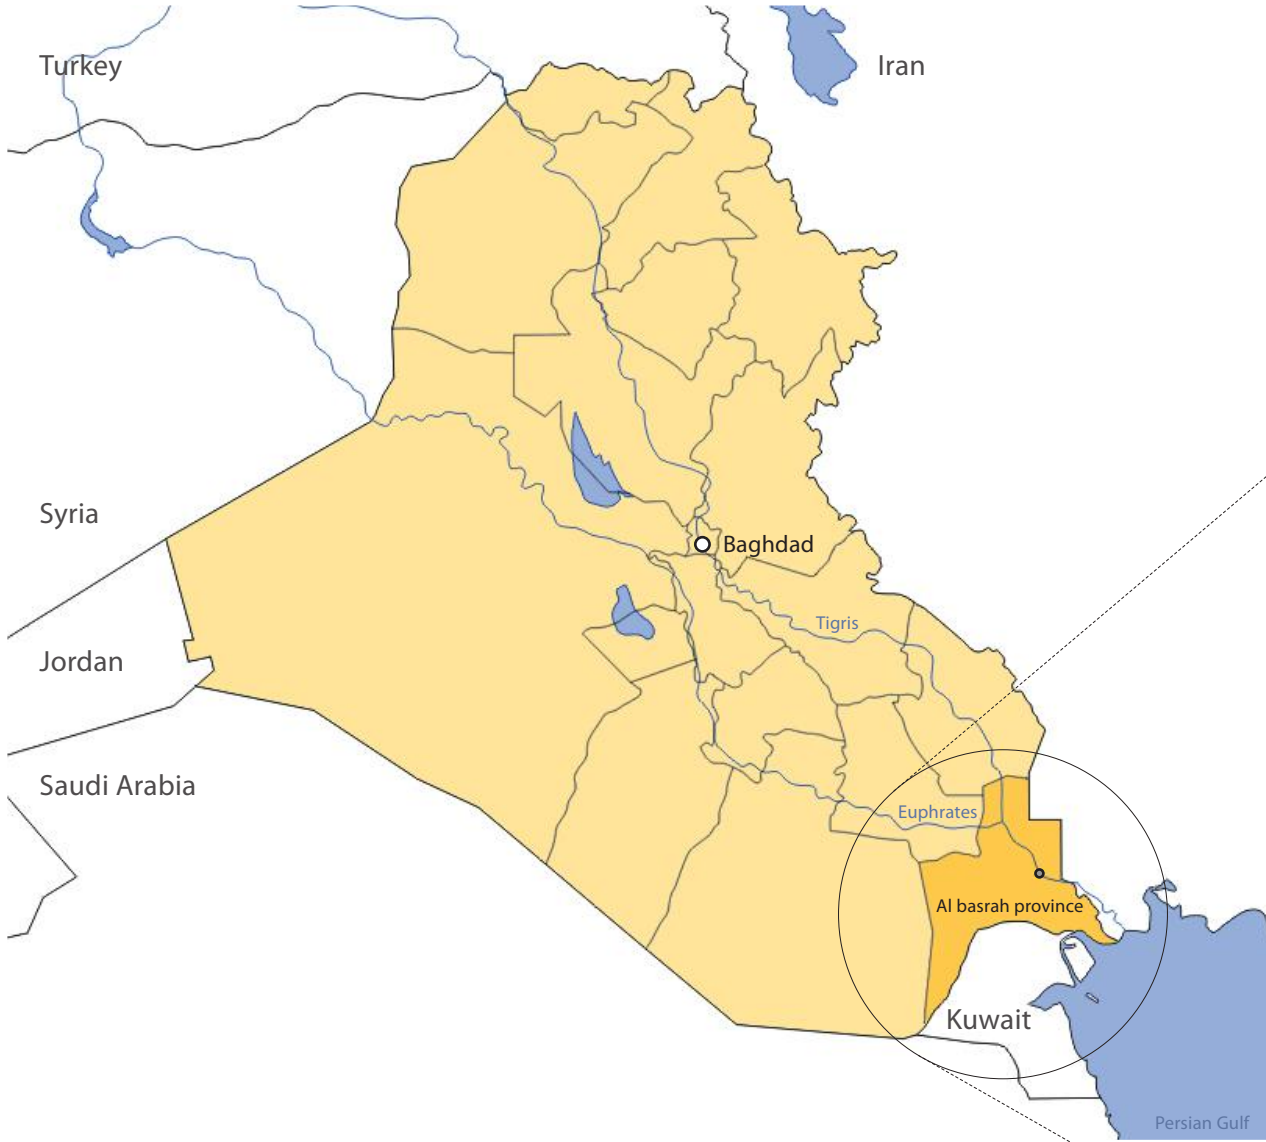 Turkey
Iran
Syria
Baghdad
Tigris
Jordan
Saudi Arabia
Euphrates
Al basrah province
Kuwait
Persian Gulf